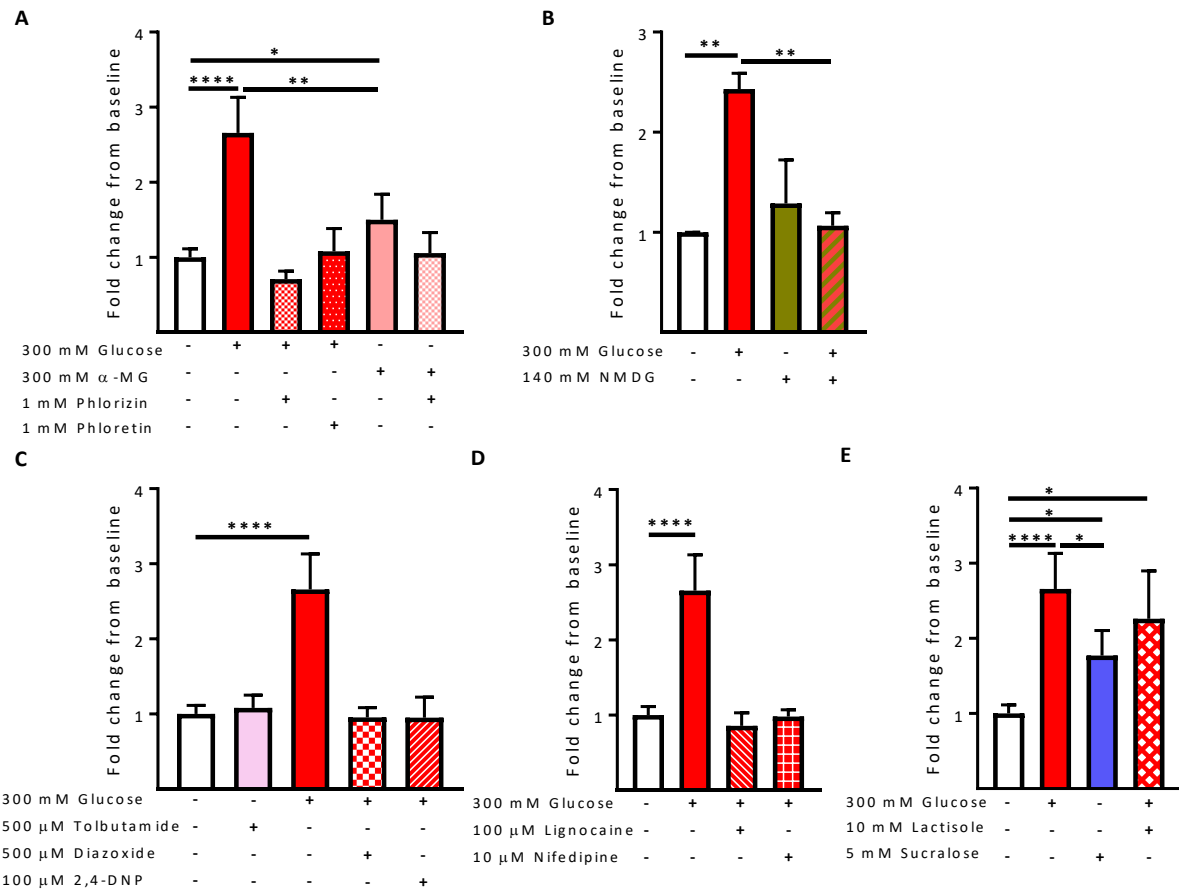 A
Fold change from baseline
4
3
2
1
*
****
**
300 mM Glucose - + + + - -
300 mM α-MG - - - - + +
1 mM Phlorizin - - + - - +
1 mM Phloretin - - - + - -
B
Fold change from baseline
3
2
1
**
**
300 mM Glucose - + - +
140 mM NMDG - - + +
C
Fold change from baseline
4
3
2
1
****
300 mM Glucose - - + + +
500 μM Tolbutamide - + - - -
500 μM Diazoxide - - - + -
100 μM 2,4-DNP - - - - +
D
Fold change from baseline
4
3
2
1
****
300 mM Glucose - + + +
100 μM Lignocaine - - + -
10 μM Nifedipine - - - +
E
Fold change from baseline
4
3
2
1
*
*
****
*
300 mM Glucose - + - +
10 mM Lactisole - - - +
5 mM Sucralose - - + -